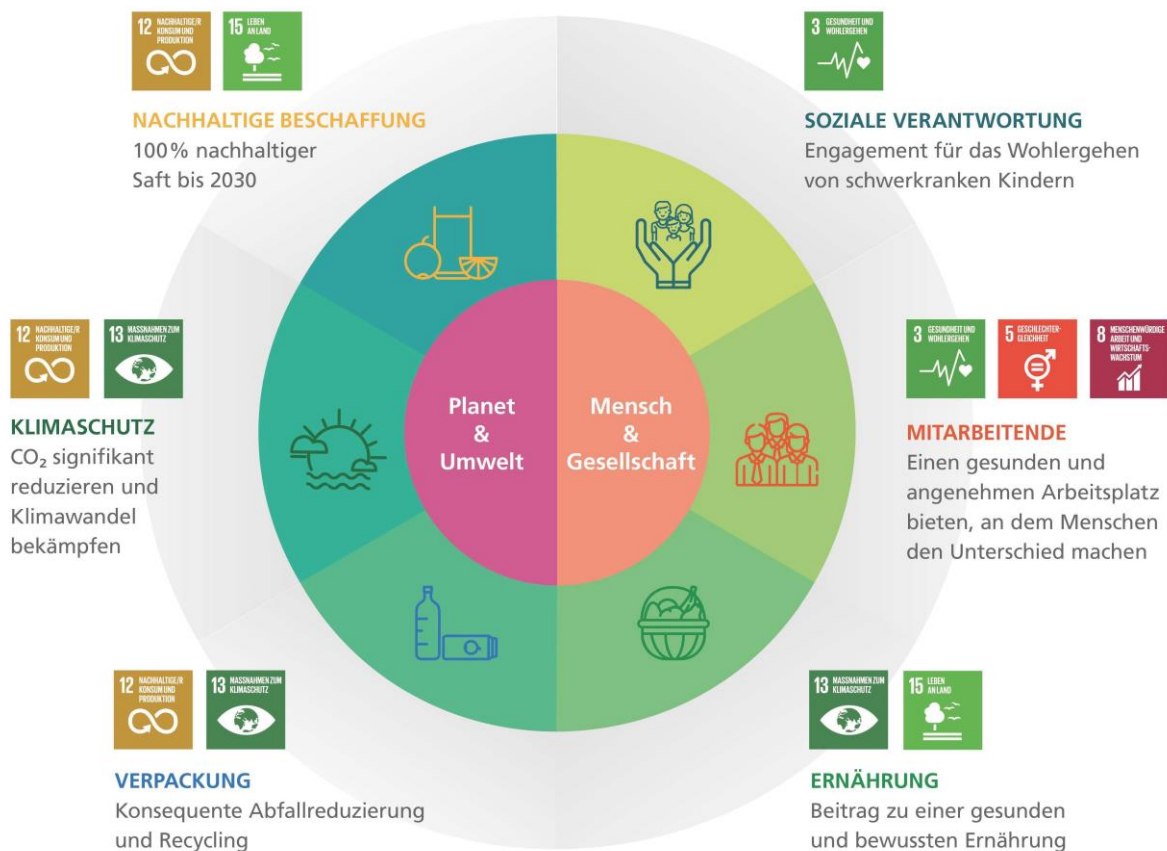 12 NACHHALTIGE/R
KONSUM UND
PRODUKTION
15 LEBEN
AN LAND
NACHHALTIGE BESCHAFFUNG
100% nachhaltiger
Saft bis 2030
3 GESUNDHEIT UND
WOHLERGEHEN
SOZIALE VERANTWORTUNG
Engagement für das Wohlergehen
von schwerkranken Kindern
12 NACHHALTIGE/R
KONSUM UND
PRODUKTION
13 MASSNAHMEN ZUM
KLIMASCHUTZ
KLIMASCHUTZ
CO₂ signifikant
reduzieren und
Klimawandel
bekämpfen
Planet
&
Umwelt
Mensch
&
Gesellschaft
3 GESUNDHEIT UND
WOHLERGEHEN
5 GESCHLECHTER-
GLEICHHEIT
8 MENSCHENWÜRDIGE
ARBEIT UND
WIRTSCHAFTS-
WACHSTUM
MITARBEITENDE
Einen gesunden und
angenehmen Arbeitsplatz
bieten, an dem Menschen
den Unterschied machen
12 NACHHALTIGE/R
KONSUM UND
PRODUKTION
13 MASSNAHMEN ZUM
KLIMASCHUTZ
VERPACKUNG
Konsequente Abfallreduzierung
und Recycling
13 MASSNAHMEN ZUM
KLIMASCHUTZ
15 LEBEN
AN LAND
ERNÄHRUNG
Beitrag zu einer gesunden
und bewussten Ernährung